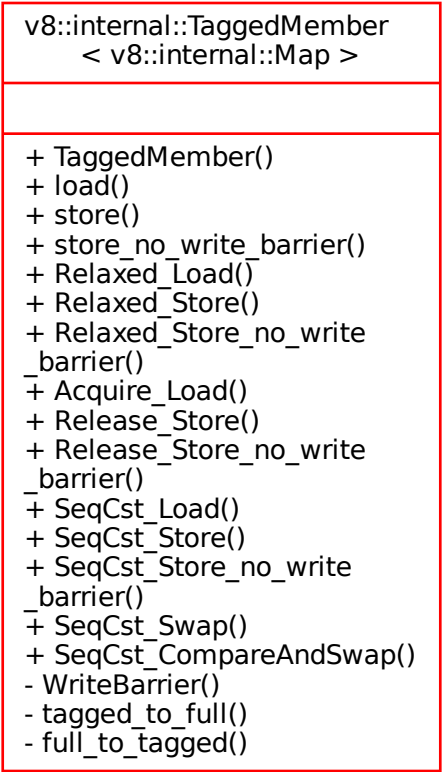 v8::internal::TaggedMember
< v8::internal::Map >
+ TaggedMember()
+ load()
+ store()
+ store_no_write_barrier()
+ Relaxed_Load()
+ Relaxed_Store()
+ Relaxed_Store_no_write
_barrier()
+ Acquire_Load()
+ Release_Store()
+ Release_Store_no_write
_barrier()
+ SeqCst_Load()
+ SeqCst_Store()
+ SeqCst_Store_no_write
_barrier()
+ SeqCst_Swap()
+ SeqCst_CompareAndSwap()
- WriteBarrier()
- tagged_to_full()
- full_to_tagged()